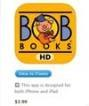 BOB
BOOKS
HD
View in iTunes
+ This app is designed for
both iPhone and iPad
$3.99